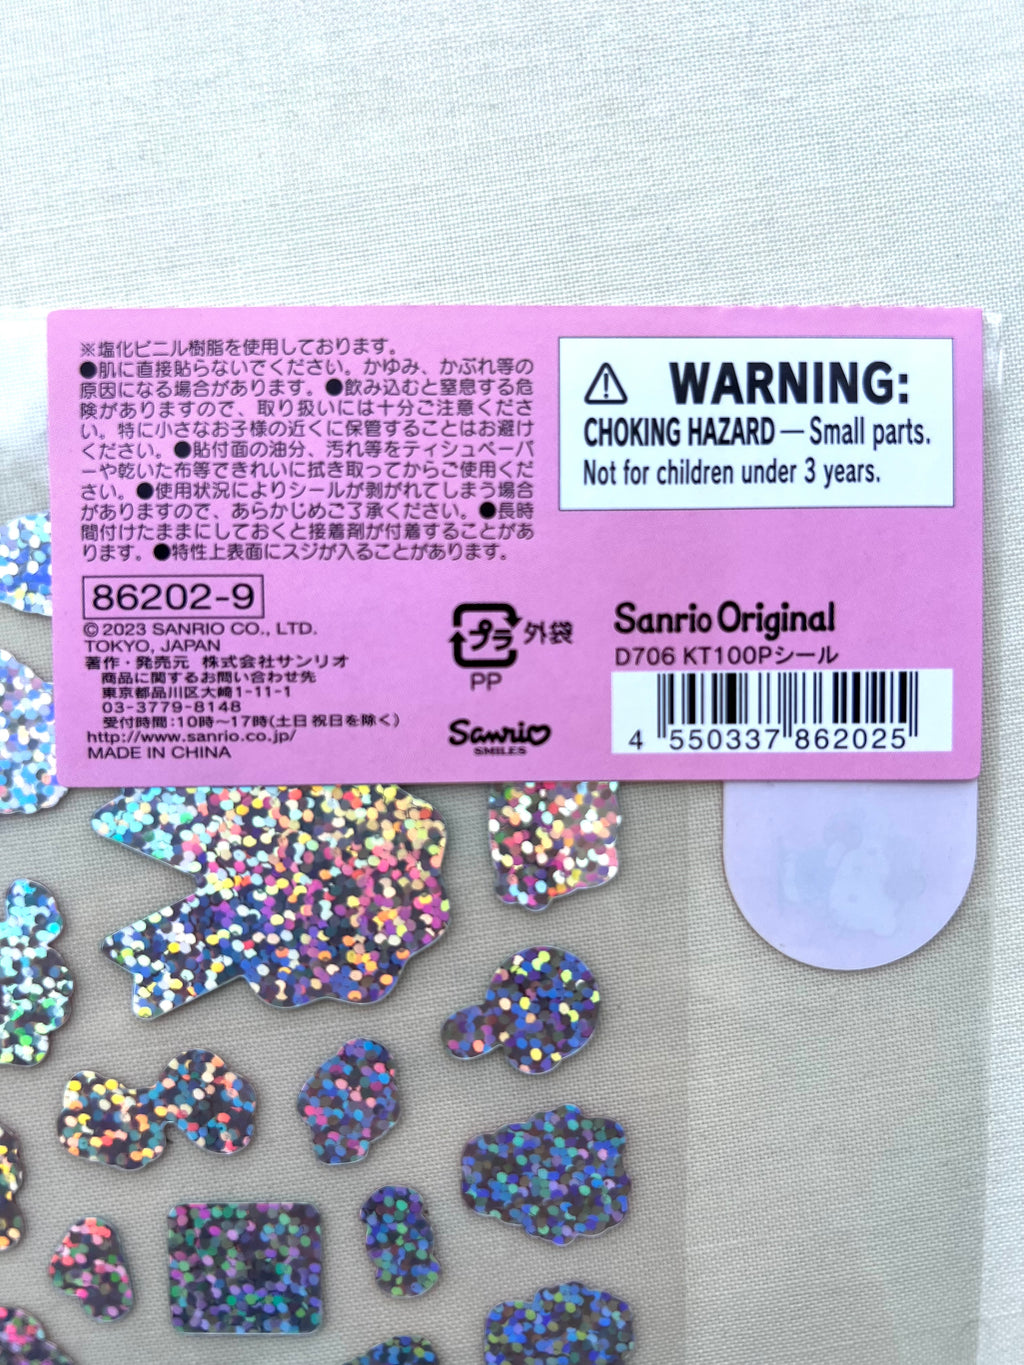 ※塩化ビニル樹脂を使用しております。
●肌に直接貼らないでください。かゆみ、かぶれ等の
原因になる場合があります。●飲み込むと窒息する危
険がありますので、取り扱いには十分ご注意くださ
い。特に小さなお子様の近くに保管することはお避け
ください。●貼付面の油分、汚れ等をティシュペーパ
ーや乾いた布等できれいに拭き取ってからご使用くだ
さい。●使用状況によりシールが剥がれてしまう場合
がありますので、あらかじめご了承ください。●長時
間付けたままにしておくと接着剤が付着することがあ
ります。●特性上表面にスジが入ることがあります。
86202-9
© 2023 SANRIO CO., LTD.
TOKYO, JAPAN
著作・発売元 株式会社サンリオ
商品に関するお問い合わせ先
東京都品川区大崎1-11-1
03-3779-8148
受付時間:10時〜17時(土日祝日を除く)
http://www.sanrio.co.jp/
MADE IN CHINA
プラ 外袋
PP
Sanrio
SMILES
WARNING:
CHOKING HAZARD — Small parts.
Not for children under 3 years.
Sanrio Original
D706 KT100Pシール
4 550337 862025